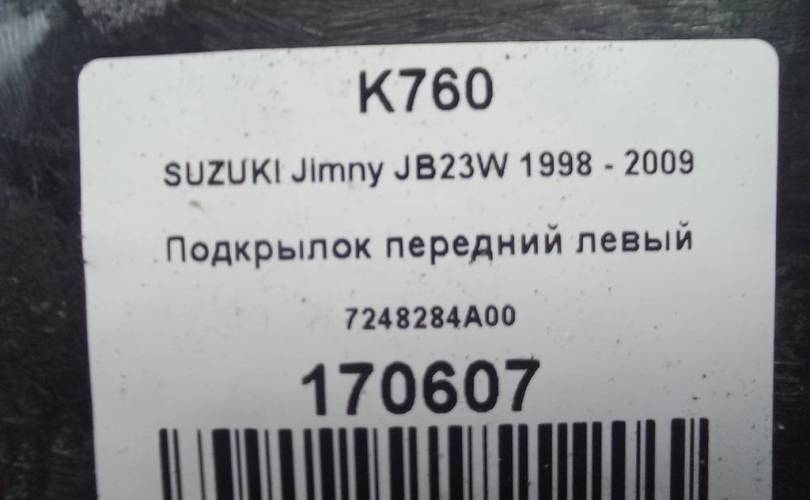 K760
SUZUKI Jimny JB23W 1998 - 2009
Подкрылок передний левый
7248284A00
170607